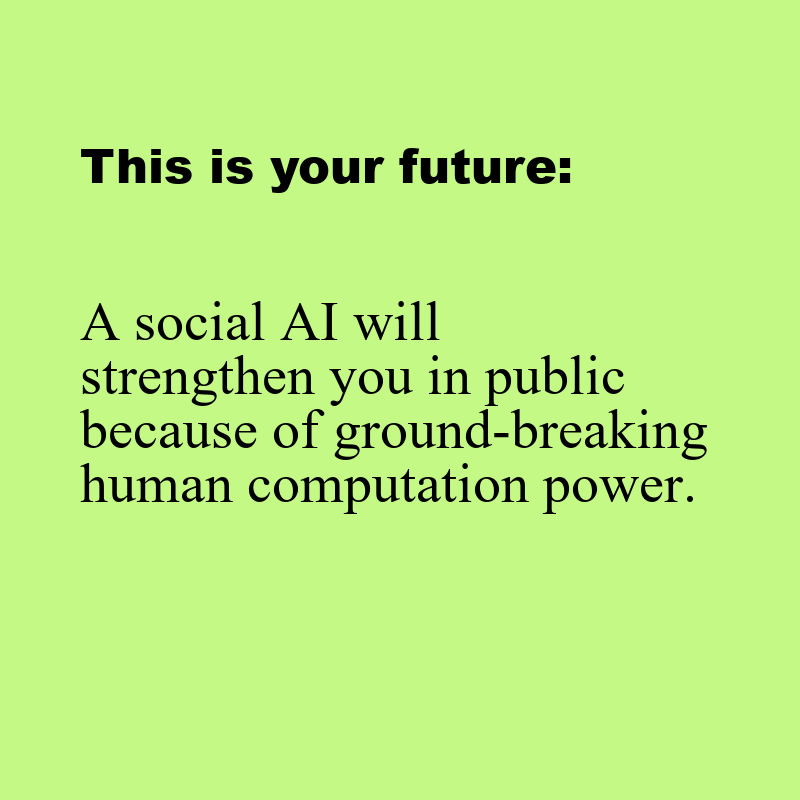 This is your future:
A social AI will
strengthen you in public
because of ground-breaking
human computation power.